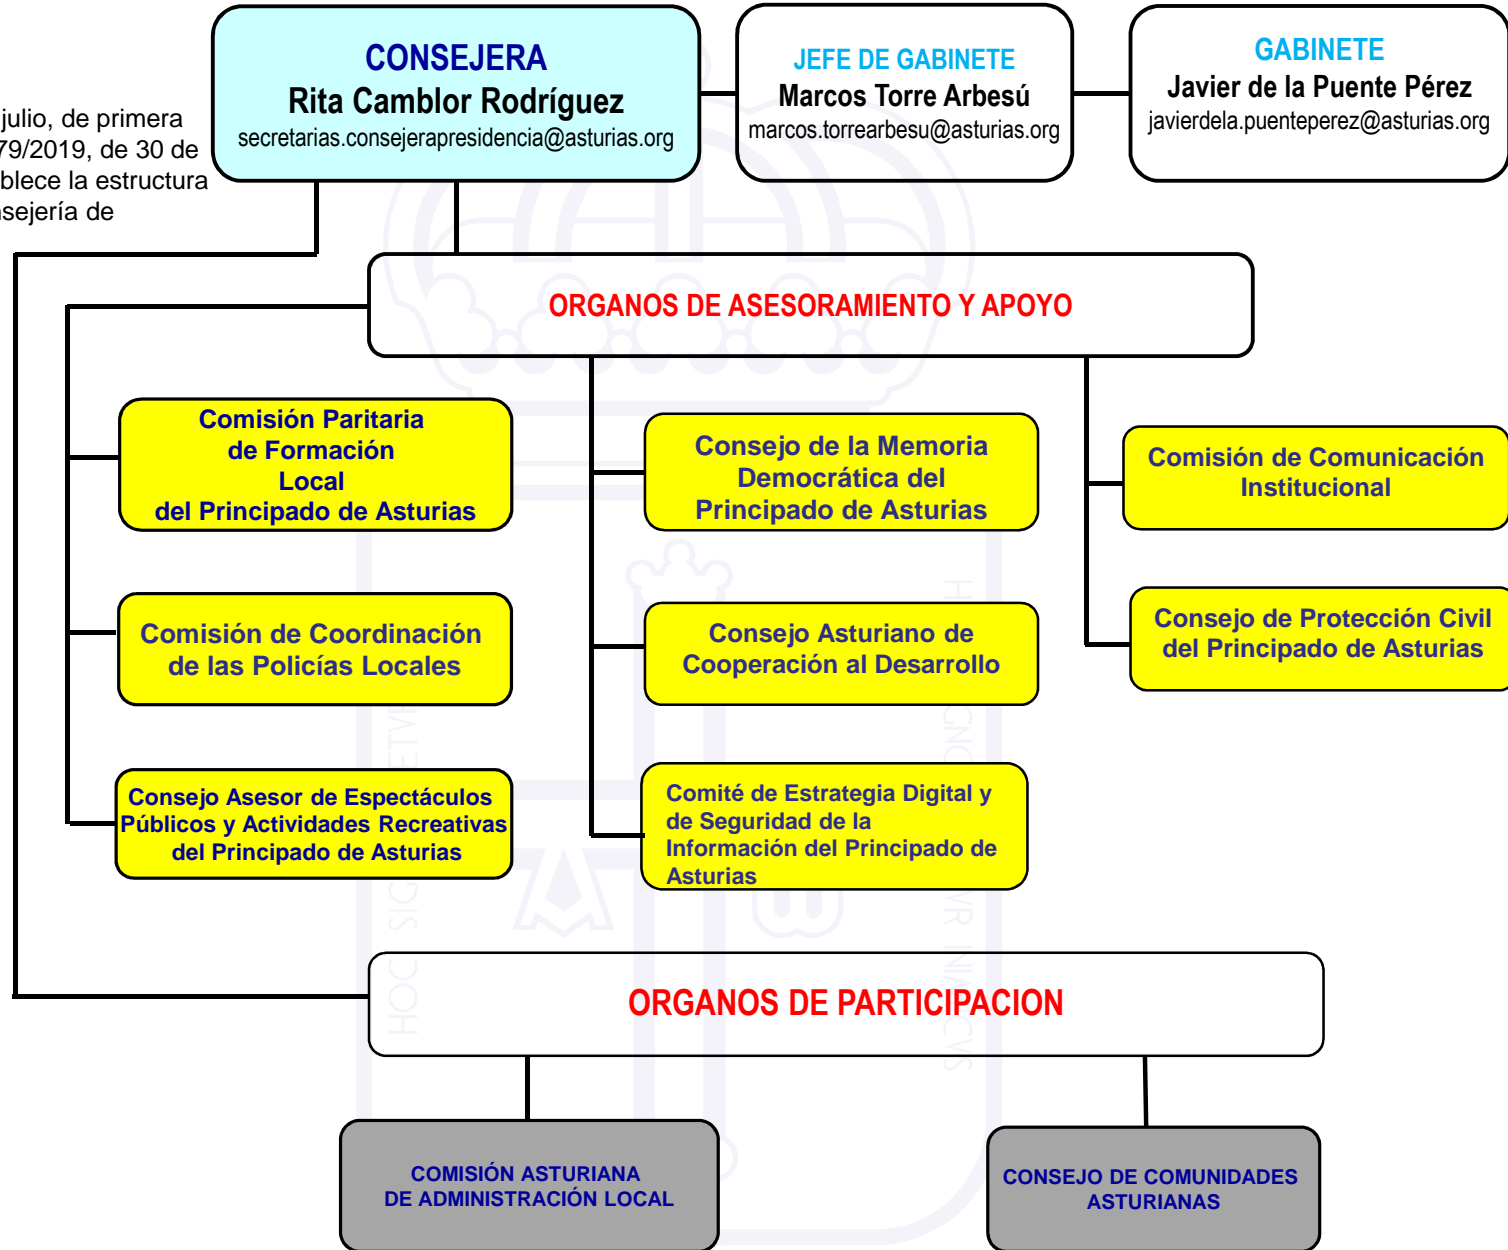 CONSEJERA
Rita Camblor Rodríguez
secretarias.consejerapresidencia@asturias.org
JEFE DE GABINETE
Marcos Torre Arbesú
marcos.torrearbesu@asturias.org
GABINETE
Javier de la Puente Pérez
javierdela.puenteperez@asturias.org
julio, de primera
79/2019, de 30 de
blece la estructura
nsejería de
ORGANOS DE ASESORAMIENTO Y APOYO
Comisión Paritaria
de Formación
Local
del Principado de Asturias
Consejo de la Memoria
Democrática del
Principado de Asturias
Comisión de Comunicación
Institucional
Comisión de Coordinación
de las Policías Locales
Consejo Asturiano de
Cooperación al Desarrollo
Consejo de Protección Civil
del Principado de Asturias
Consejo Asesor de Espectáculos
Públicos y Actividades Recreativas
del Principado de Asturias
Comité de Estrategia Digital y
de Seguridad de la
Información del Principado de
Asturias
ORGANOS DE PARTICIPACION
COMISIÓN ASTURIANA
DE ADMINISTRACIÓN LOCAL
CONSEJO DE COMUNIDADES
ASTURIANAS